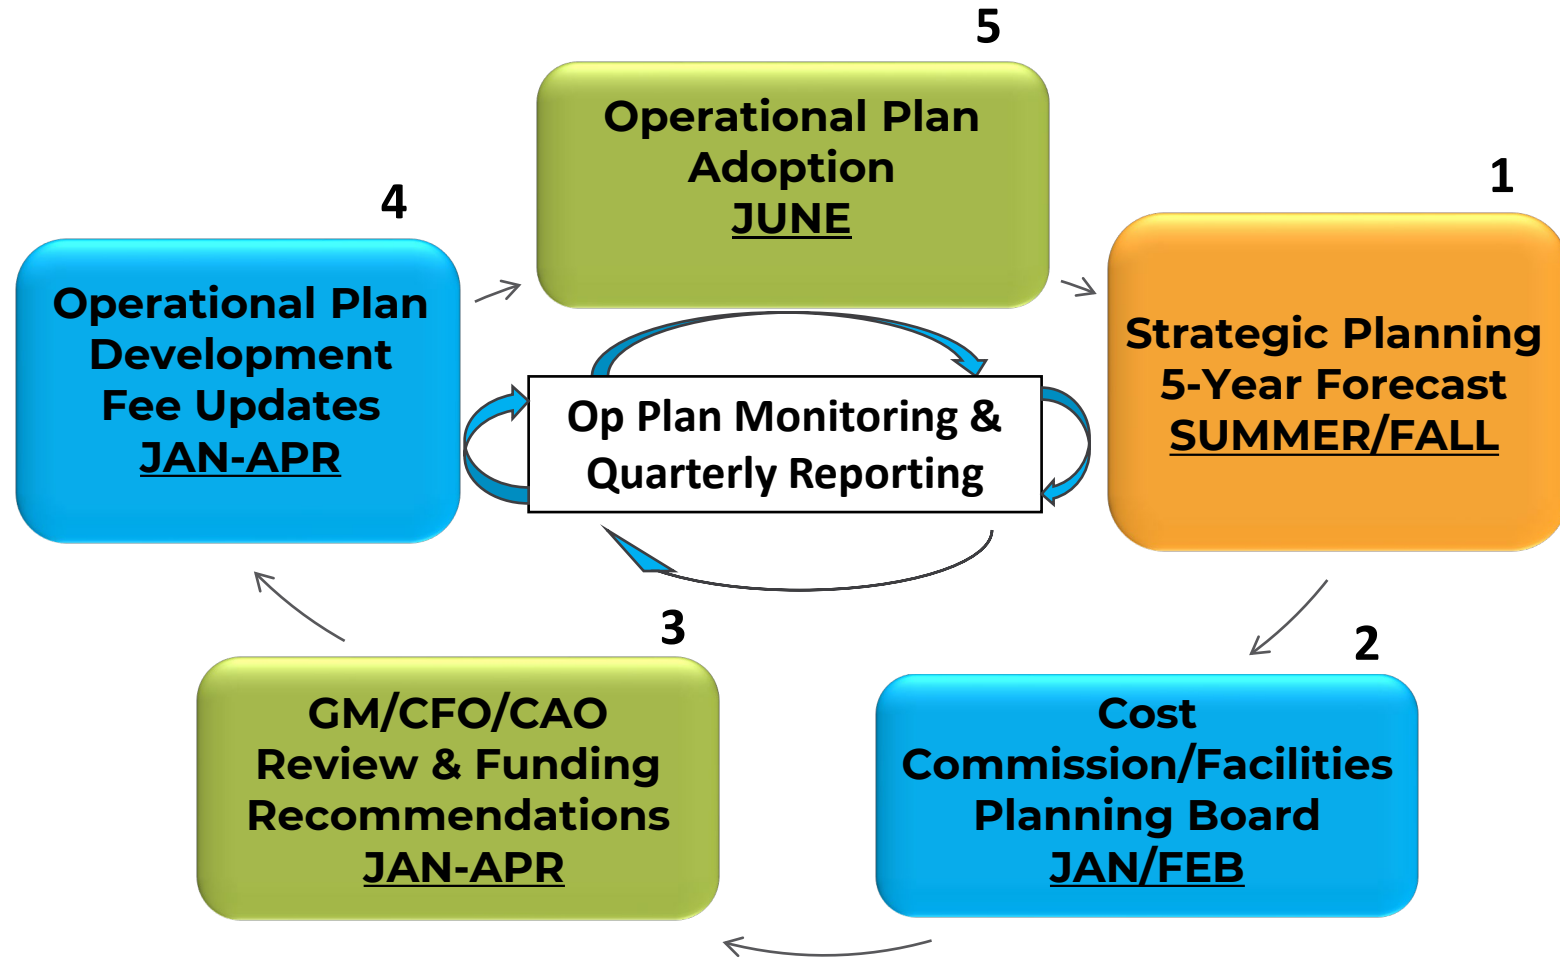 5
Operational Plan
Adoption
JUNE
1
Strategic Planning
5-Year Forecast
SUMMER/FALL
2
Cost
Commission/Facilities
Planning Board
JAN/FEB
3
GM/CFO/CAO
Review & Funding
Recommendations
JAN-APR
4
Operational Plan
Development
Fee Updates
JAN-APR
Op Plan Monitoring &
Quarterly Reporting